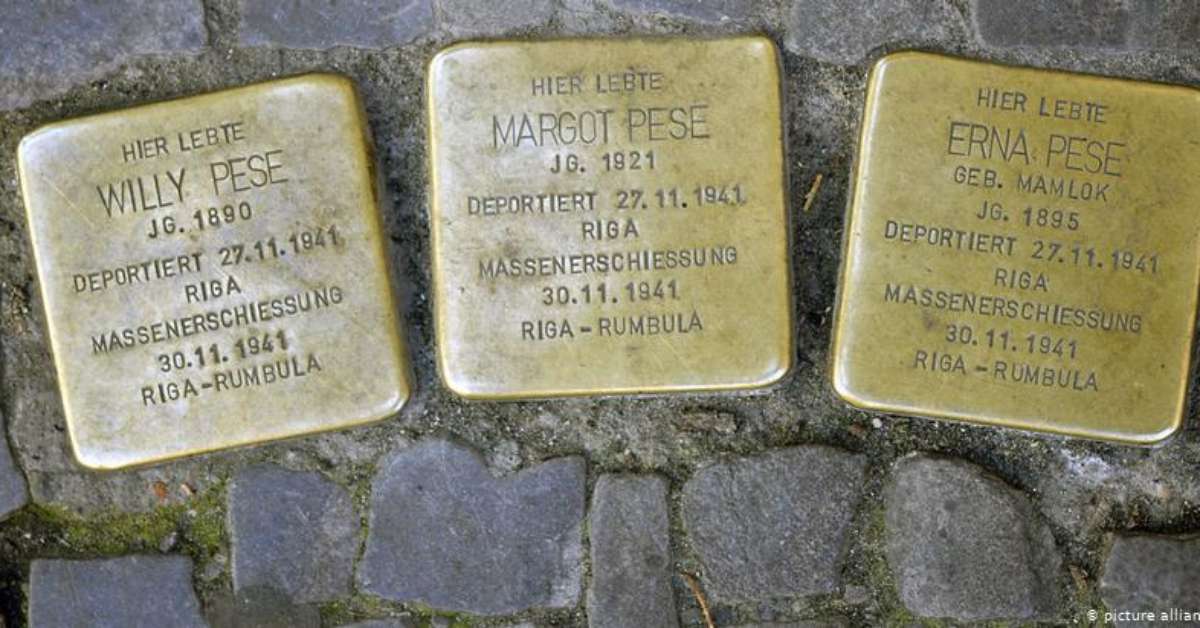 HIER LEBTE
WILLY PESE
JG. 1890
DEPORTIERT 27.11.1941
RIGA
MASSENERSCHIESSUNG
30.11.1941
RIGA-RUMBULA
HIER LEBTE
MARGOT PESE
JG. 1921
DEPORTIERT 27.11.1941
RIGA
MASSENERSCHIESSUNG
30.11.1941
RIGA-RUMBULA
HIER LEBTE
ERNA PESE
GEB. MAMLOK
JG. 1895
DEPORTIERT 27.11.1941
RIGA
MASSENERSCHIESSUNG
30.11.1941
RIGA-RUMBULA
© picture allian